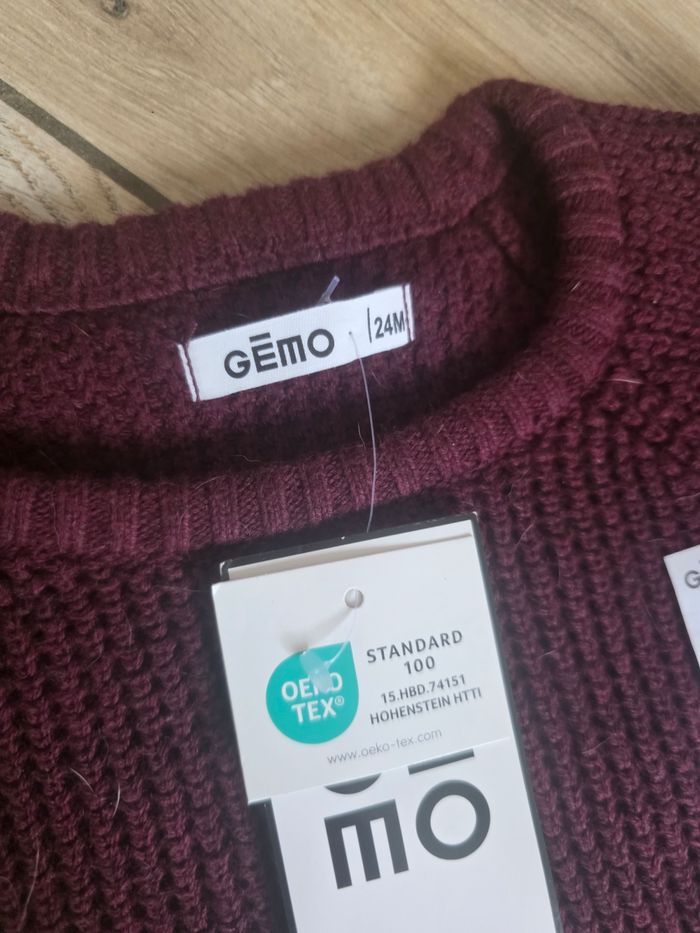 GĒMO
24M
OEKO
TEX®
STANDARD
100
15.HBD.74151
HOHENSTEIN HTTI
www.oeko-tex.com
MO
G